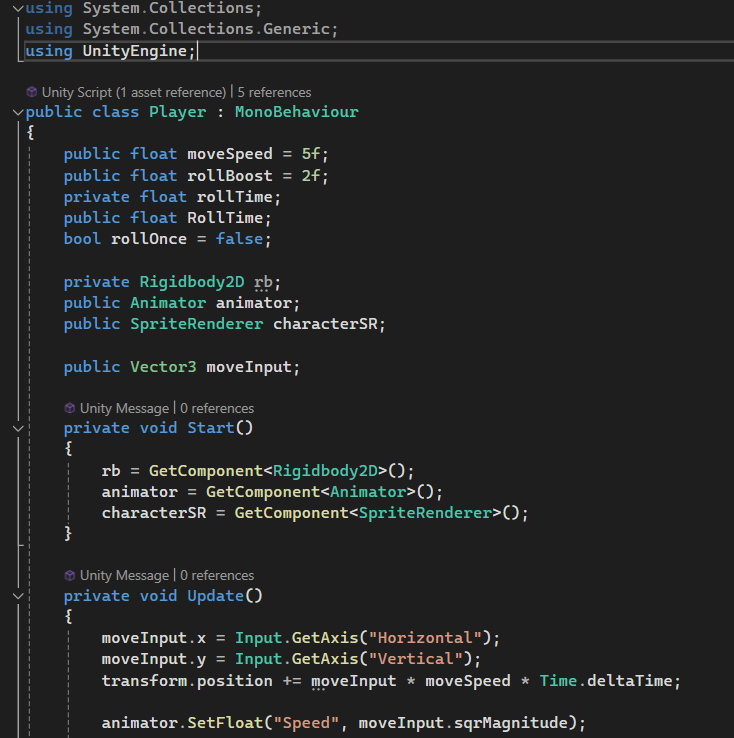 using System.Collections;
using System.Collections.Generic;
using UnityEngine;
Unity Script (1 asset reference) | 5 references
public class Player : MonoBehaviour
{
public float moveSpeed = 5f;
public float rollBoost = 2f;
private float rollTime;
public float RollTime;
bool rollOnce = false;
private Rigidbody2D rb;
public Animator animator;
public SpriteRenderer characterSR;
public Vector3 moveInput;
Unity Message | 0 references
private void Start()
{
rb = GetComponent<Rigidbody2D>();
animator = GetComponent<Animator>();
characterSR = GetComponent<SpriteRenderer>();
}
Unity Message | 0 references
private void Update()
{
moveInput.x = Input.GetAxis("Horizontal");
moveInput.y = Input.GetAxis("Vertical");
transform.position += moveInput * moveSpeed * Time.deltaTime;
animator.SetFloat("Speed", moveInput.sqrMagnitude);